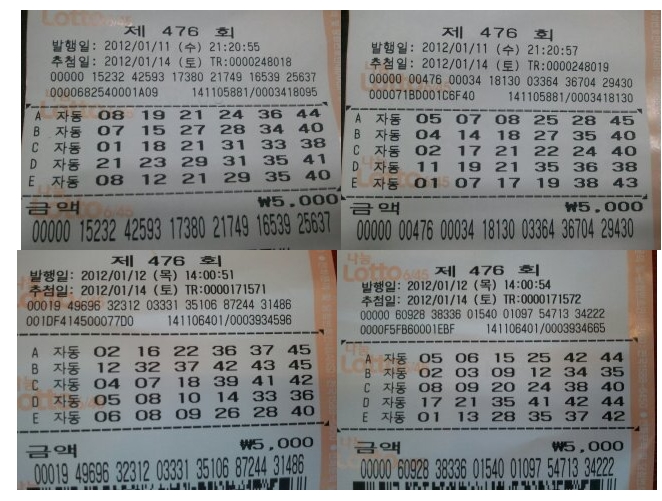 제 476 회
발행일: 2012/01/11 (수) 21:20:55
추첨일: 2012/01/14 (토) TR:0000248018
00000 15232 42593 17380 21749 16539 25637
0000682540001A09 141105881/0003418095
A 자동 08 19 21 24 36 44
B 자동 07 15 27 28 34 40
C 자동 01 18 21 31 33 38
D 자동 21 23 29 31 35 41
E 자동 08 12 21 29 35 40
금액 ₩5,000
00000 15232 42593 17380 21749 16539 25637
제 476 회
발행일: 2012/01/11 (수) 21:20:57
추첨일: 2012/01/14 (토) TR:0000248019
00000 00476 00034 18130 03364 36704 29430
000071BD001C6F40 141105881/0003418130
A 자동 05 07 08 25 28 45
B 자동 04 14 18 27 35 40
C 자동 02 17 21 22 24 40
D 자동 11 19 21 35 36 38
E 자동 01 07 17 19 38 43
금액 ₩5,000
00000 00476 00034 18130 03364 36704 29430
제 476 회
발행일: 2012/01/12 (목) 14:00:51
추첨일: 2012/01/14 (토) TR:0000171571
00019 49696 32312 03331 35106 87244 31486
001DF414500077D0 141106401/0003934596
A 자동 02 16 22 36 37 45
B 자동 12 32 37 42 43 45
C 자동 04 07 18 39 41 42
D 자동 05 08 10 14 33 36
E 자동 06 08 09 26 28 40
금액 ₩5,000
00019 49696 32312 03331 35106 87244 31486
나눔
Lotto 6/45
제 476 회
발행일: 2012/01/12 (목) 14:00:54
추첨일: 2012/01/14 (토) TR:0000171572
00000 60928 38336 01540 01097 54713 34222
0000F5FB60001EBF 141106401/0003934665
A 자동 05 06 15 25 42 44
B 자동 02 03 09 12 34 35
C 자동 08 09 20 24 38 40
D 자동 17 21 35 41 42 44
E 자동 01 13 28 35 37 42
금액 ₩5,000
00000 60928 38336 01540 01097 54713 34222